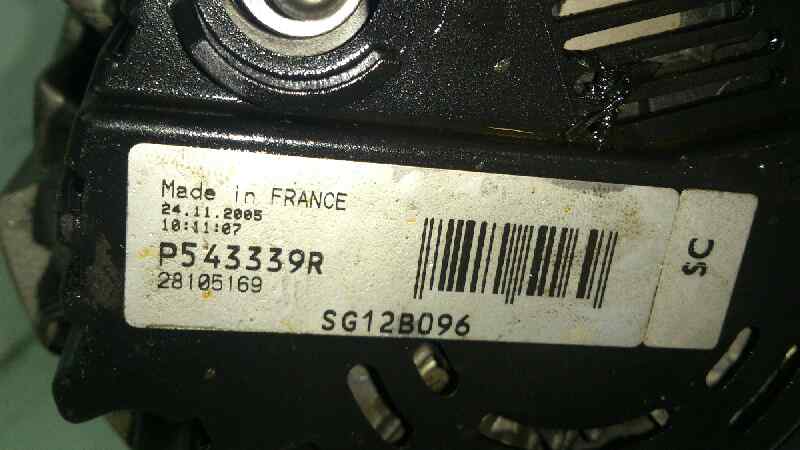 Made in FRANCE
24.11.2005
10:11:07
P543339R
28105169
SG12B096
SC